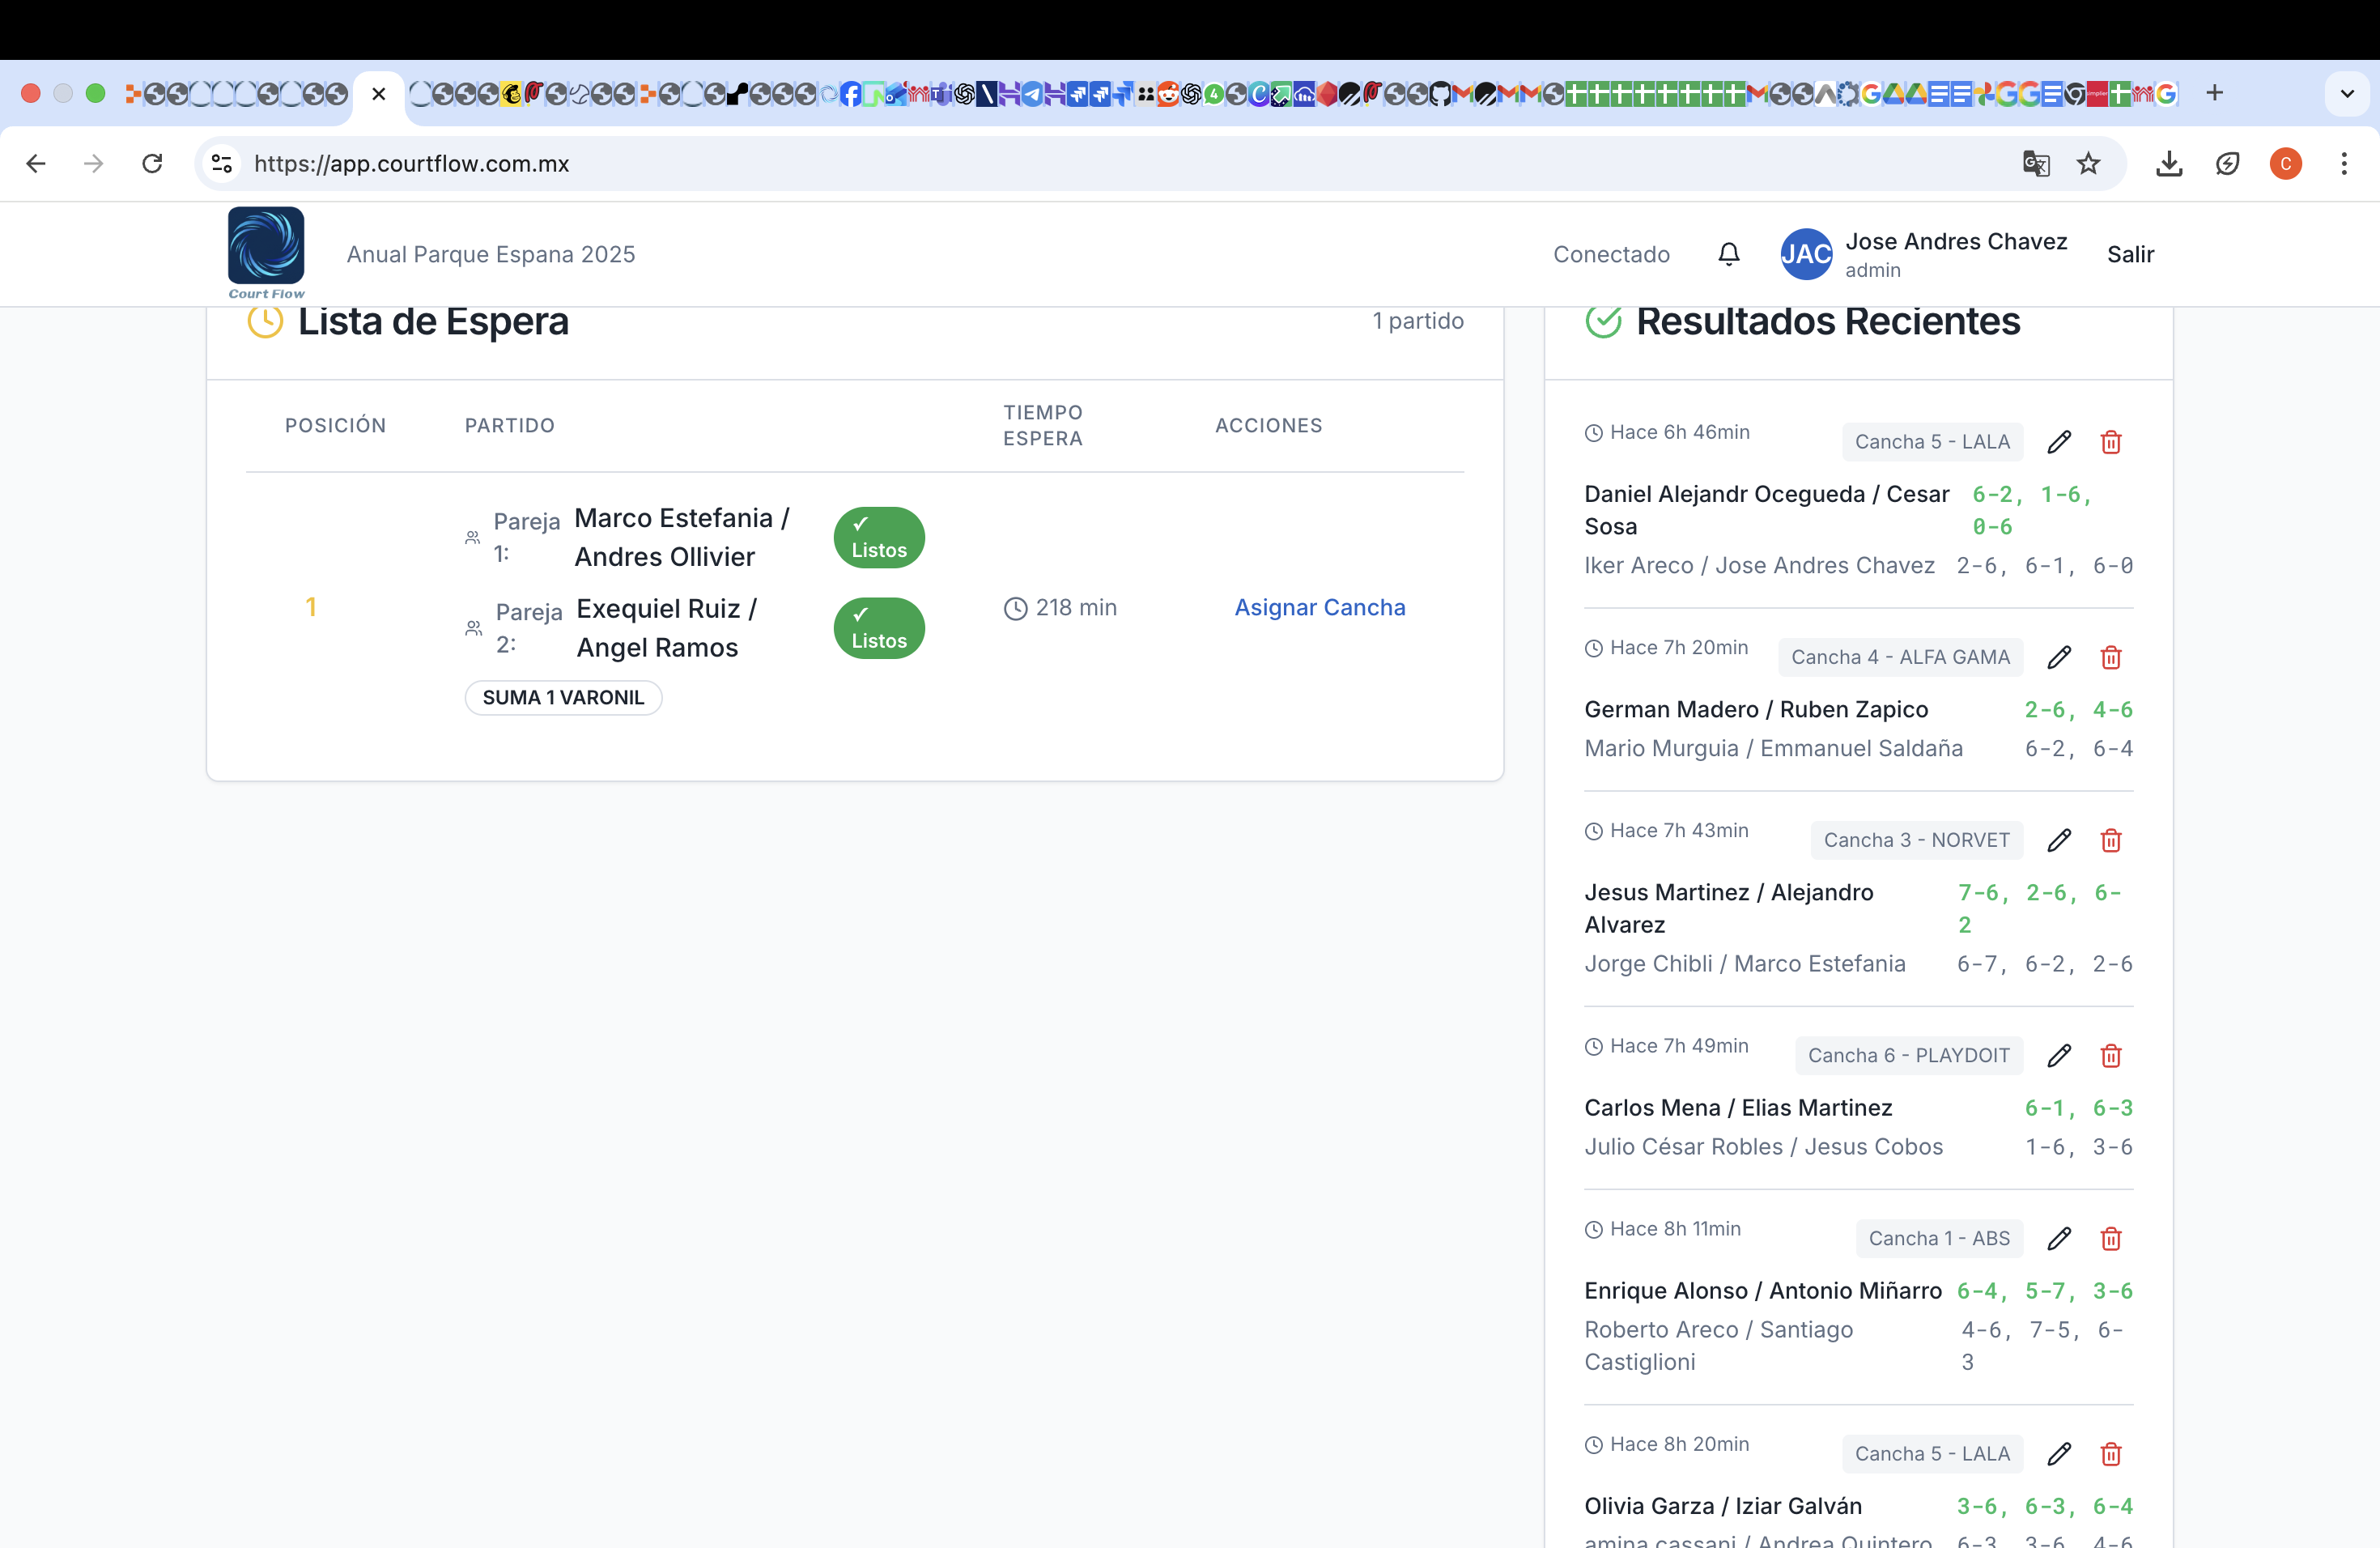 https://app.courtflow.com.mx
C
Court Flow
Anual Parque Espana 2025
Conectado
JAC
Jose Andres Chavez
admin
Salir
Lista de Espera
1 partido
POSICIÓN
PARTIDO
TIEMPO
ESPERA
ACCIONES
1
Pareja
1:
Marco Estefania /
Andres Ollivier
✓
Listos
Pareja
2:
Exequiel Ruiz /
Angel Ramos
✓
Listos
SUMA 1 VARONIL
218 min
Asignar Cancha
Resultados Recientes
Hace 6h 46min
Cancha 5 - LALA
Daniel Alejandr Ocegueda / Cesar
Sosa
6-2, 1-6,
0-6
Iker Areco / Jose Andres Chavez 2-6, 6-1, 6-0
Hace 7h 20min
Cancha 4 - ALFA GAMA
German Madero / Ruben Zapico 2-6, 4-6
Mario Murguia / Emmanuel Saldaña 6-2, 6-4
Hace 7h 43min
Cancha 3 - NORVET
Jesus Martinez / Alejandro
Alvarez
7-6, 2-6, 6-
2
Jorge Chibli / Marco Estefania 6-7, 6-2, 2-6
Hace 7h 49min
Cancha 6 - PLAYDOIT
Carlos Mena / Elias Martinez 6-1, 6-3
Julio César Robles / Jesus Cobos 1-6, 3-6
Hace 8h 11min
Cancha 1 - ABS
Enrique Alonso / Antonio Miñarro 6-4, 5-7, 3-6
Roberto Areco / Santiago
Castiglioni
4-6, 7-5, 6-
3
Hace 8h 20min
Cancha 5 - LALA
Olivia Garza / Iziar Galván 3-6, 6-3, 6-4
amina cassani / Andrea Quintero 6-3, 3-6, 4-6